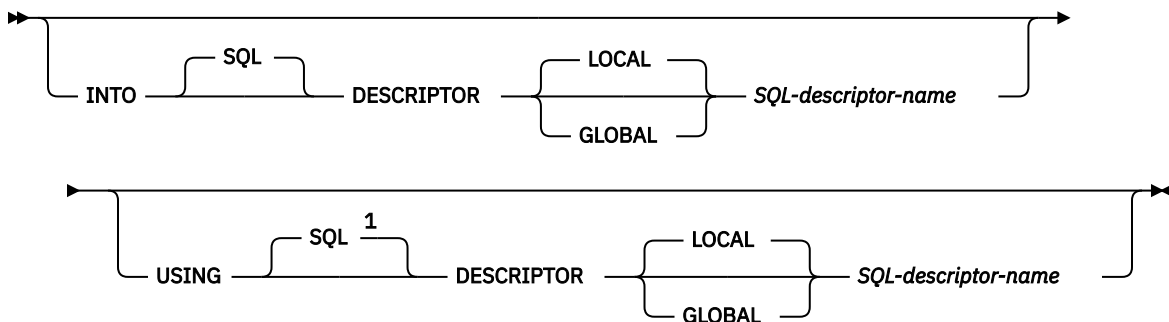 SQL LOCAL
INTO DESCRIPTOR SQL-descriptor-name
GLOBAL
SQL 1 LOCAL
USING DESCRIPTOR SQL-descriptor-name
GLOBAL